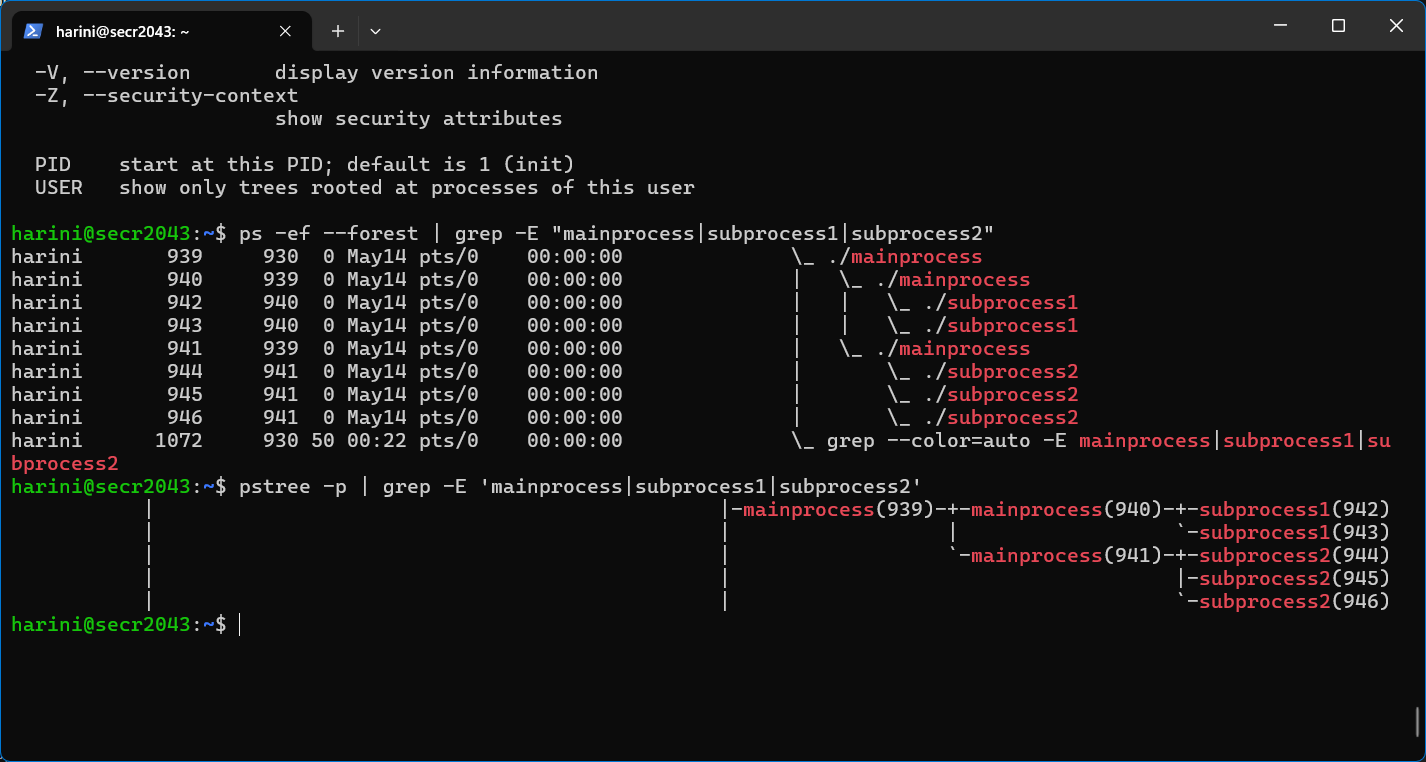 harini@secr2043: ~
-V, --version       display version information
-Z, --security-context
                    show security attributes
PID    start at this PID; default is 1 (init)
USER   show only trees rooted at processes of this user
harini@secr2043:~$ ps -ef --forest | grep -E "mainprocess|subprocess1|subprocess2"
harini       939     930  0 May14 pts/0    00:00:00              \_ ./mainprocess
harini       940     939  0 May14 pts/0    00:00:00              |   \_ ./mainprocess
harini       942     940  0 May14 pts/0    00:00:00              |   |   \_ ./subprocess1
harini       943     940  0 May14 pts/0    00:00:00              |   |   \_ ./subprocess1
harini       941     939  0 May14 pts/0    00:00:00              |   \_ ./mainprocess
harini       944     941  0 May14 pts/0    00:00:00              |       \_ ./subprocess2
harini       945     941  0 May14 pts/0    00:00:00              |       \_ ./subprocess2
harini       946     941  0 May14 pts/0    00:00:00              |       \_ ./subprocess2
harini      1072     930 50 00:22 pts/0    00:00:00              \_ grep --color=auto -E mainprocess|subprocess1|su
bprocess2
harini@secr2043:~$ pstree -p | grep -E 'mainprocess|subprocess1|subprocess2'
           |                                               |-mainprocess(939)-+-mainprocess(940)-+-subprocess1(942)
           |                                               |                  |                  `-subprocess1(943)
           |                                               |                  `-mainprocess(941)-+-subprocess2(944)
           |                                               |                                     |-subprocess2(945)
           |                                               |                                     `-subprocess2(946)
harini@secr2043:~$